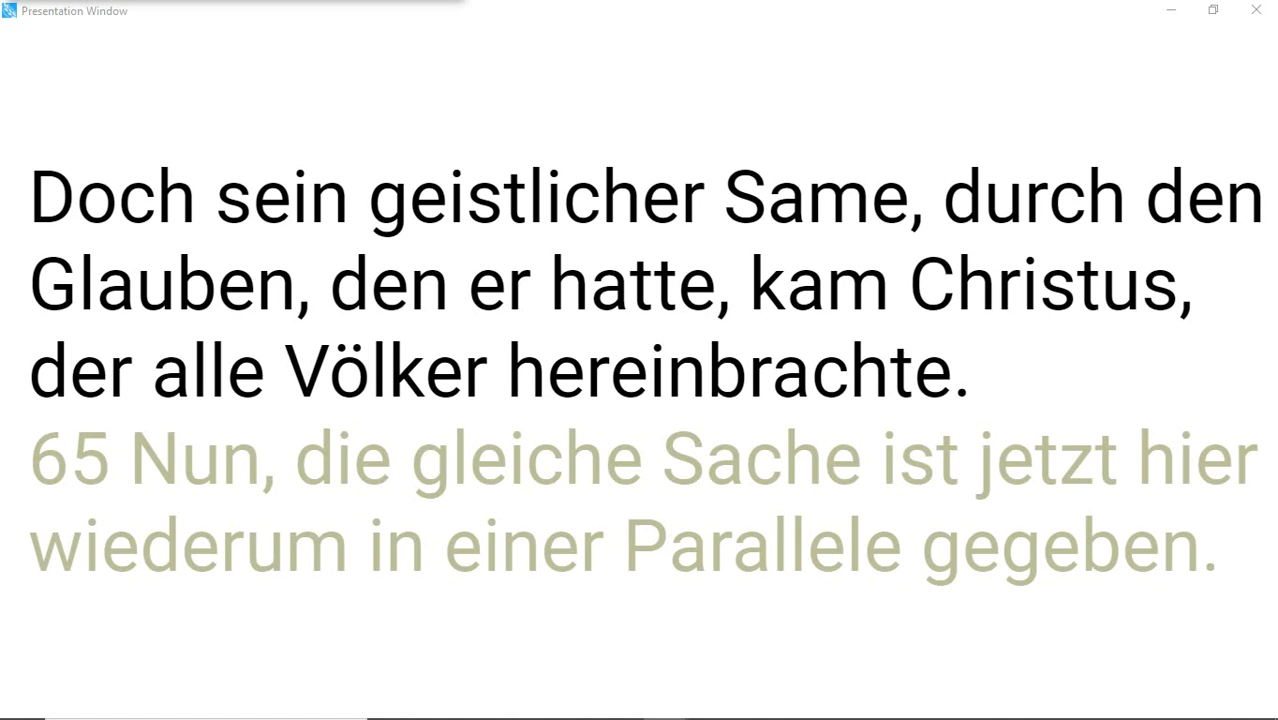 Presentation Window
Doch sein geistlicher Same, durch den
Glauben, den er hatte, kam Christus,
der alle Völker hereinbrachte.
65 Nun, die gleiche Sache ist jetzt hier
wiederum in einer Parallele gegeben.